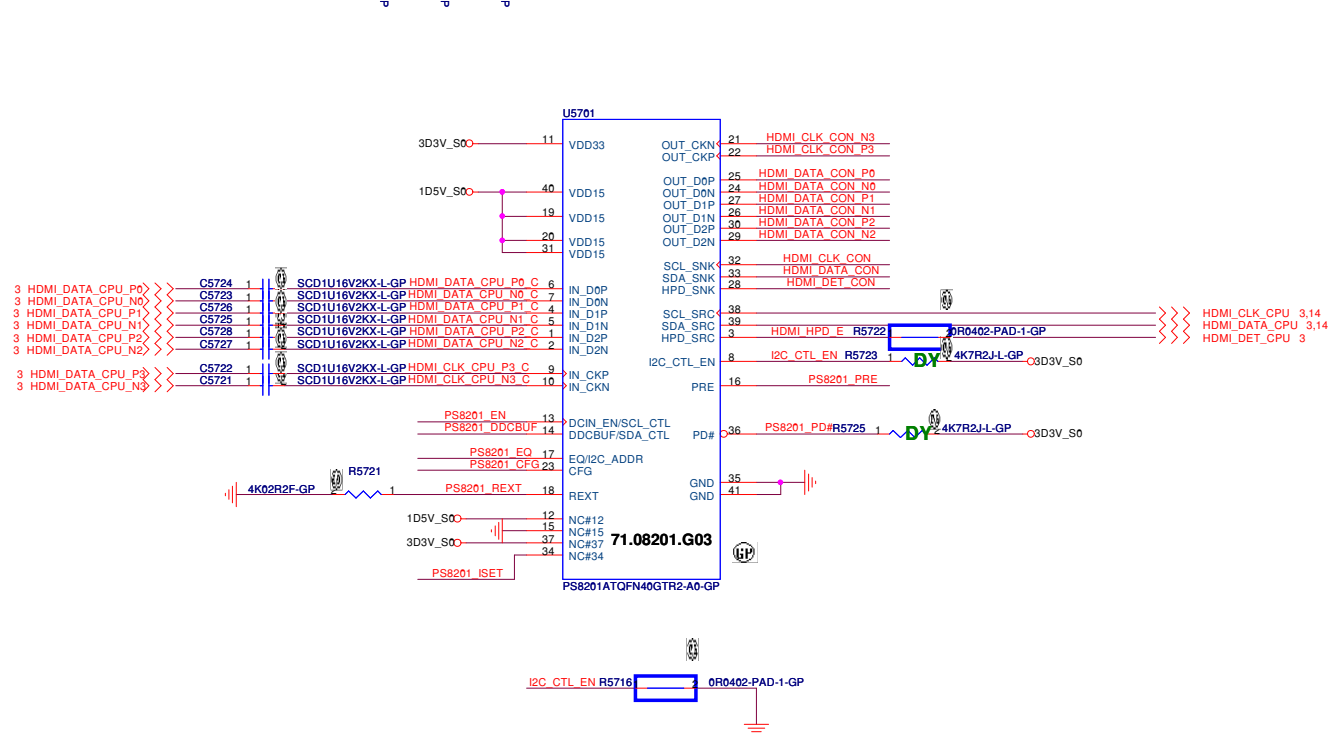 P P P
U5701
3D3V_S0 11 VDD33 OUT_CKN 21 HDMI_CLK_CON_N3
OUT_CKP 22 HDMI_CLK_CON_P3
1D5V_S0 40 VDD15 OUT_D0P 25 HDMI_DATA_CON_P0
OUT_D0N 24 HDMI_DATA_CON_N0
19 VDD15 OUT_D1P 27 HDMI_DATA_CON_P1
OUT_D1N 26 HDMI_DATA_CON_N1
20 VDD15 OUT_D2P 30 HDMI_DATA_CON_P2
31 VDD15 OUT_D2N 29 HDMI_DATA_CON_N2
SCL_SNK 32 HDMI_CLK_CON
SDA_SNK 33 HDMI_DATA_CON
3 HDMI_DATA_CPU_P0 C5724 1 SCD1U16V2KX-L-GP HDMI_DATA_CPU_P0_C 6 IN_D0P HPD_SNK 28 HDMI_DET_CON
3 HDMI_DATA_CPU_N0 C5723 1 SCD1U16V2KX-L-GP HDMI_DATA_CPU_N0_C 7 IN_D0N
3 HDMI_DATA_CPU_P1 C5726 1 SCD1U16V2KX-L-GP HDMI_DATA_CPU_P1_C 4 IN_D1P SCL_SRC 38 HDMI_CLK_CPU 3,14
3 HDMI_DATA_CPU_N1 C5725 1 SCD1U16V2KX-L-GP HDMI_DATA_CPU_N1_C 5 IN_D1N SDA_SRC 39 HDMI_DATA_CPU 3,14
3 HDMI_DATA_CPU_P2 C5728 1 SCD1U16V2KX-L-GP HDMI_DATA_CPU_P2_C 1 IN_D2P HPD_SRC 3 HDMI_HPD_E R5722 0R0402-PAD-1-GP HDMI_DET_CPU 3
3 HDMI_DATA_CPU_N2 C5727 1 SCD1U16V2KX-L-GP HDMI_DATA_CPU_N2_C 2 IN_D2N
I2C_CTL_EN 8 I2C_CTL_EN R5723 1 DY 4K7R2J-L-GP 3D3V_S0
3 HDMI_DATA_CPU_P3 C5722 1 SCD1U16V2KX-L-GP HDMI_CLK_CPU_P3_C 9 IN_CKP
3 HDMI_DATA_CPU_N3 C5721 1 SCD1U16V2KX-L-GP HDMI_CLK_CPU_N3_C 10 IN_CKN PRE 16 PS8201_PRE
PS8201_EN 13 DCIN_EN/SCL_CTL
PS8201_DDCBUF 14 DDCBUF/SDA_CTL PD# 36 PS8201_PD# R5725 1 DY 2 4K7R2J-L-GP 3D3V_S0
PS8201_EQ 17 EQ/I2C_ADDR
PS8201_CFG 23 CFG
GND 35
4K02R2F-GP 2 R5721 1 PS8201_REXT 18 REXT GND 41
1D5V_S0 12 NC#12
15 NC#15
3D3V_S0 37 NC#37 71.08201.G03
34 NC#34 GP
PS8201_ISET
PS8201ATQFN40GTR2-A0-GP
I2C_CTL_EN R5716 2 0R0402-PAD-1-GP